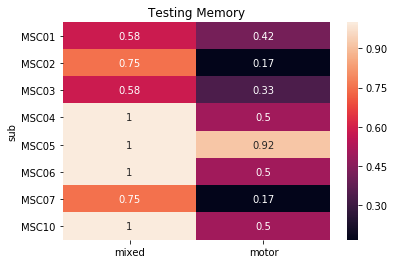 Testing Memory
sub
MSC01 0.58 0.42
MSC02 0.75 0.17
MSC03 0.58 0.33
MSC04 1 0.5
MSC05 1 0.92
MSC06 1 0.5
MSC07 0.75 0.17
MSC10 1 0.5
mixed motor
0.90
0.75
0.60
0.45
0.30